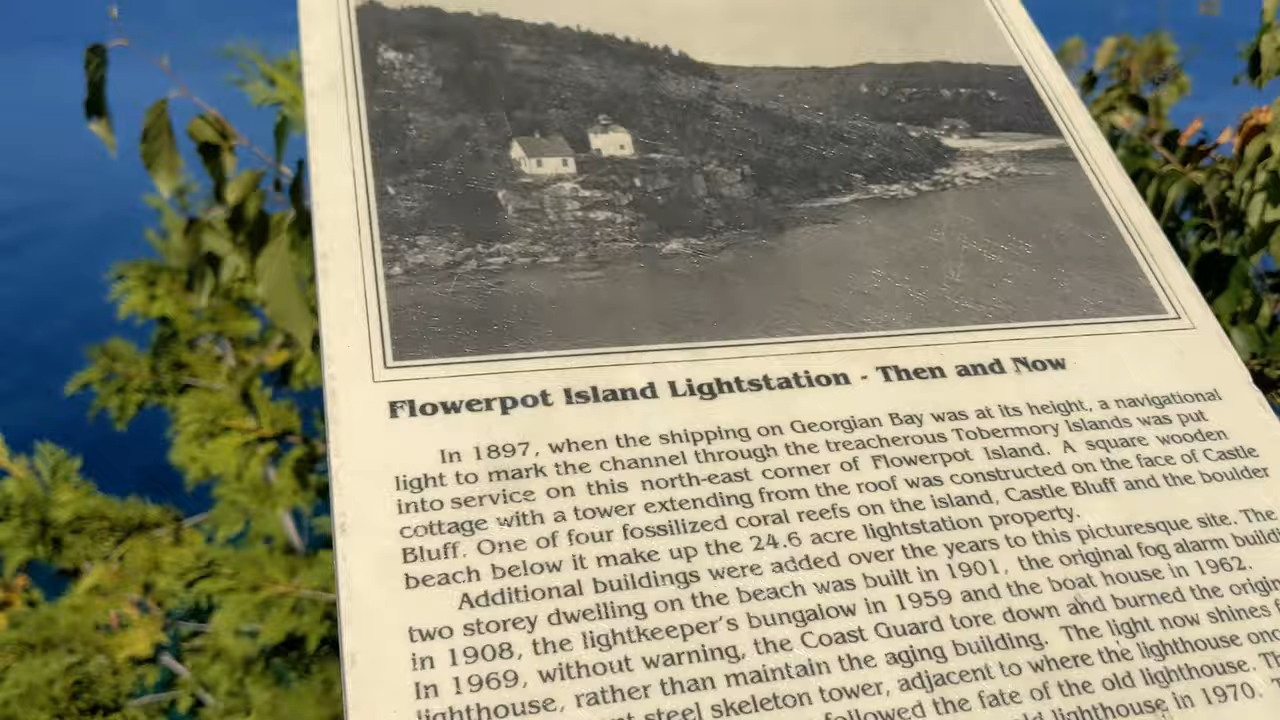 Flowerpot Island Lightstation - Then and Now
In 1897, when the shipping on Georgian Bay was at its height, a navigational
light to mark the channel through the treacherous Tobermory Islands was put
into service on this north-east corner of Flowerpot Island. A square wooden
cottage with a tower extending from the roof was constructed on the face of Castle
Bluff. One of four fossilized coral reefs on the island, Castle Bluff and the boulder
beach below it make up the 24.6 acre lightstation property.
Additional buildings were added over the years to this picturesque site. The
two storey dwelling on the beach was built in 1901, the original fog alarm build
in 1908, the lightkeeper's bungalow in 1959 and the boat house in 1962.
In 1969, without warning, the Coast Guard tore down and burned the origin
lighthouse, rather than maintain the aging building. The light now shines
steel skeleton tower, adjacent to where the lighthouse onc
followed the fate of the old lighthouse. Th
lighthouse in 1970.